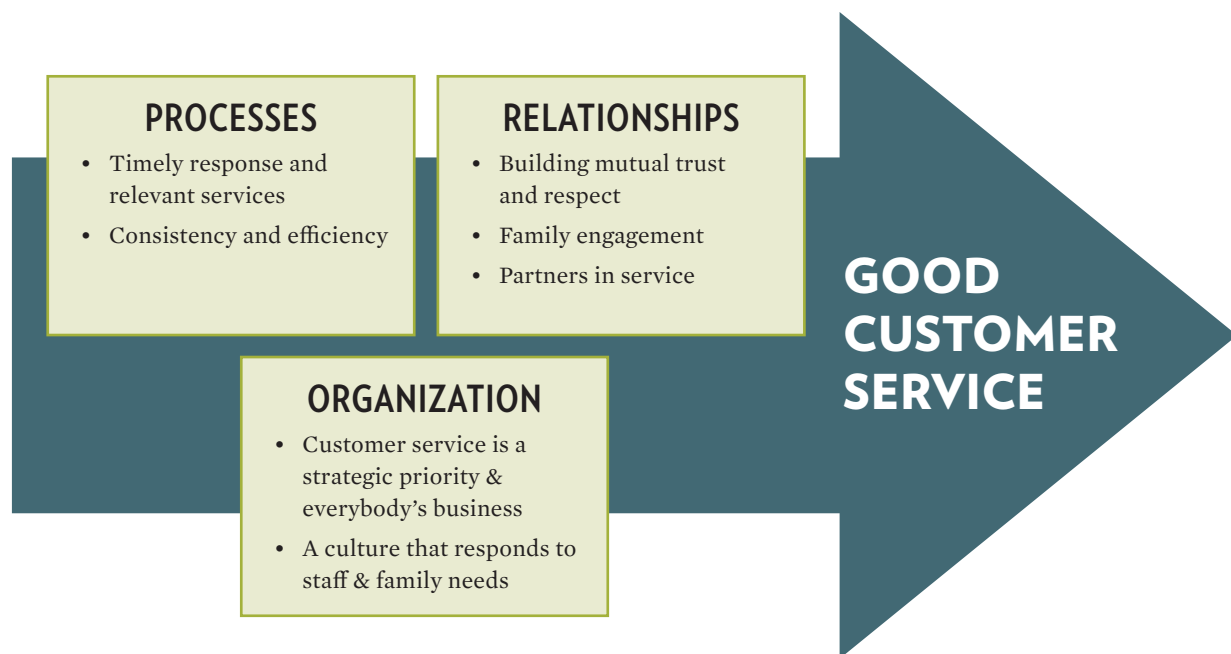 PROCESSES
• Timely response and
relevant services
• Consistency and efficiency
RELATIONSHIPS
• Building mutual trust
and respect
• Family engagement
• Partners in service
ORGANIZATION
• Customer service is a
strategic priority &
everybody’s business
• A culture that responds to
staff & family needs
GOOD
CUSTOMER
SERVICE